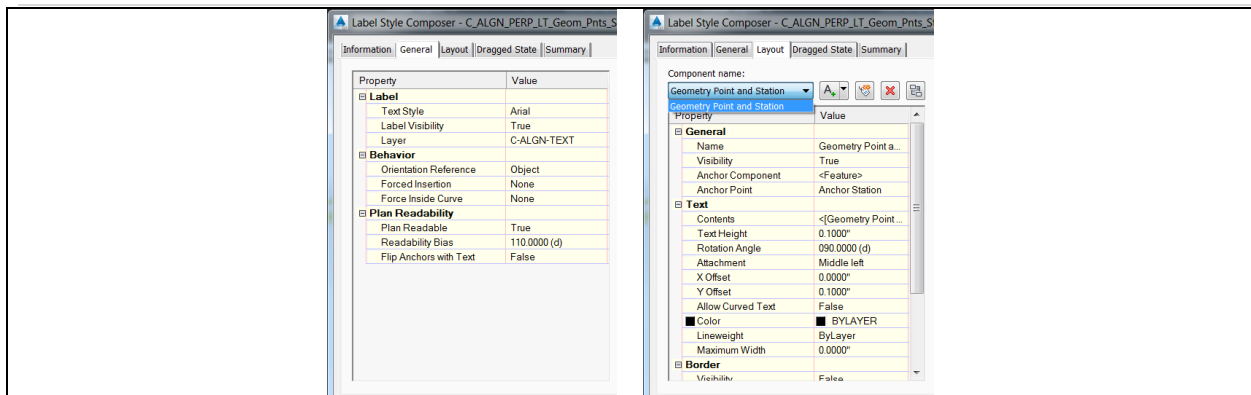 Label Style Composer - C_ALGN_PERP_LT_Geom_Pnts_S
Information General Layout Dragged State Summary
Property Value
Label
Text Style Arial
Label Visibility True
Layer C-ALGN-TEXT
Behavior
Orientation Reference Object
Forced Insertion None
Force Inside Curve None
Plan Readability
Plan Readable True
Readability Bias 110.0000 (d)
Flip Anchors with Text False
Label Style Composer - C_ALGN_PERP_LT_Geom_Pnts_S
Information General Layout Dragged State Summary
Component name:
Geometry Point and Station
Geometry Point and Station
Property Value
General
Name Geometry Point a...
Visibility True
Anchor Component <Feature>
Anchor Point Anchor Station
Text
Contents <[Geometry Point ...
Text Height 0.1000"
Rotation Angle 090.0000 (d)
Attachment Middle left
X Offset 0.0000"
Y Offset 0.1000"
Allow Curved Text False
Color BYLAYER
Lineweight ByLayer
Maximum Width 0.0000"
Border
Visibility False